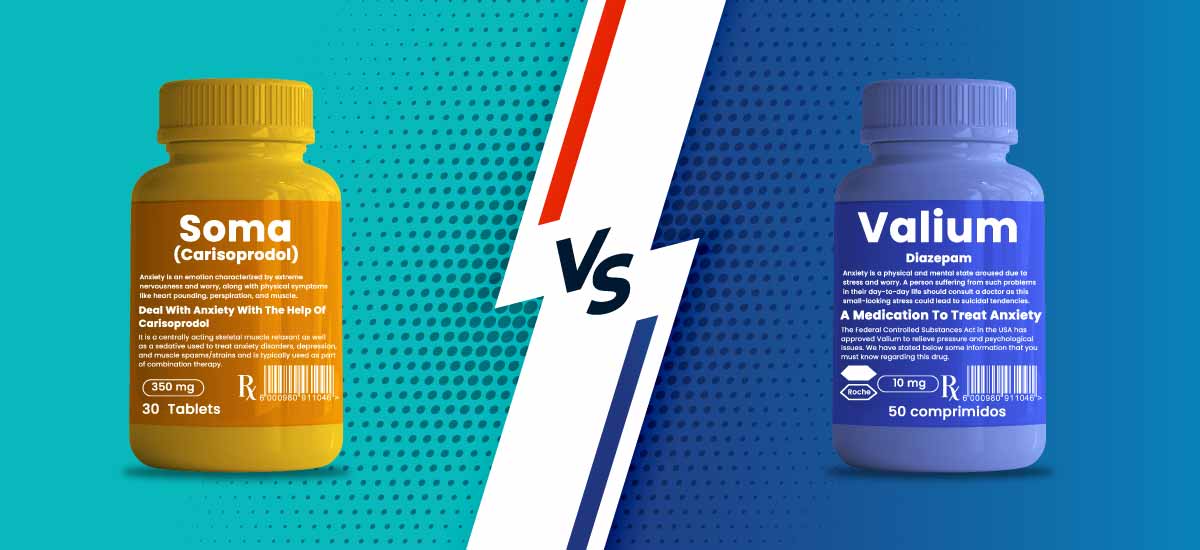 Soma
(Carisoprodol)
Anxiety is an emotion characterized by extreme
nervousness and worry, along with physical symptoms
like heart pounding, perspiration, and muscle.
Deal With Anxiety With The Help Of
Carisoprodol
It is a centrally acting skeletal muscle relaxant as well
as a sedative used to treat anxiety disorders, depression,
and muscle spasms/strains and is typically used as part
of combination therapy.
350 mg
Rx
6 000960 911046 >
30 Tablets
VS
Valium
Diazepam
Anxiety is a physical and mental state aroused due to
stress and worry. A person suffering from such problems
in their day-to-day life should consult a doctor as this
small-looking stress could lead to suicidal tendencies.
A Medication To Treat Anxiety
The Federal Controlled Substances Act in the USA has
approved Valium to relieve pressure and psychological
issues. We have stated below some information that you
must know regarding this drug.
Roche
10 mg
Rx
6 000960 911046 >
50 comprimidos